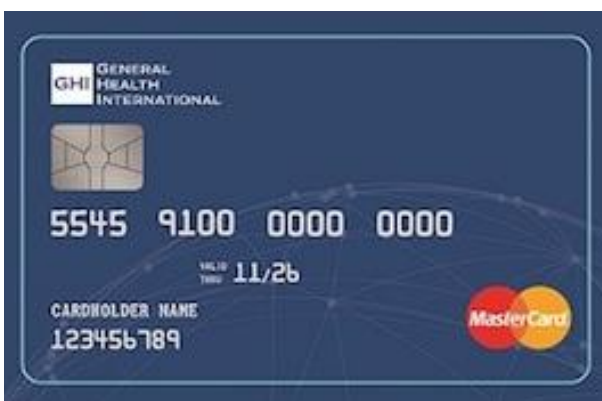 GHI
GENERAL
HEALTH
INTERNATIONAL
5545 9100 0000 0000
VALID
THRU 11/26
CARDHOLDER NAME
123456789
MasterCard